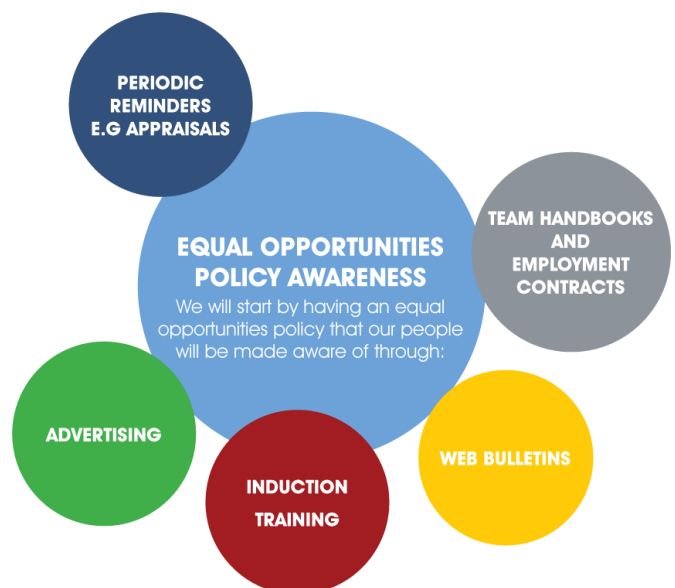 PERIODIC
REMINDERS
E.G APPRAISALS
EQUAL OPPORTUNITIES
POLICY AWARENESS
We will start by having an equal
opportunities policy that our people
will be made aware of through:
TEAM HANDBOOKS
AND
EMPLOYMENT
CONTRACTS
ADVERTISING
INDUCTION
TRAINING
WEB BULLETINS